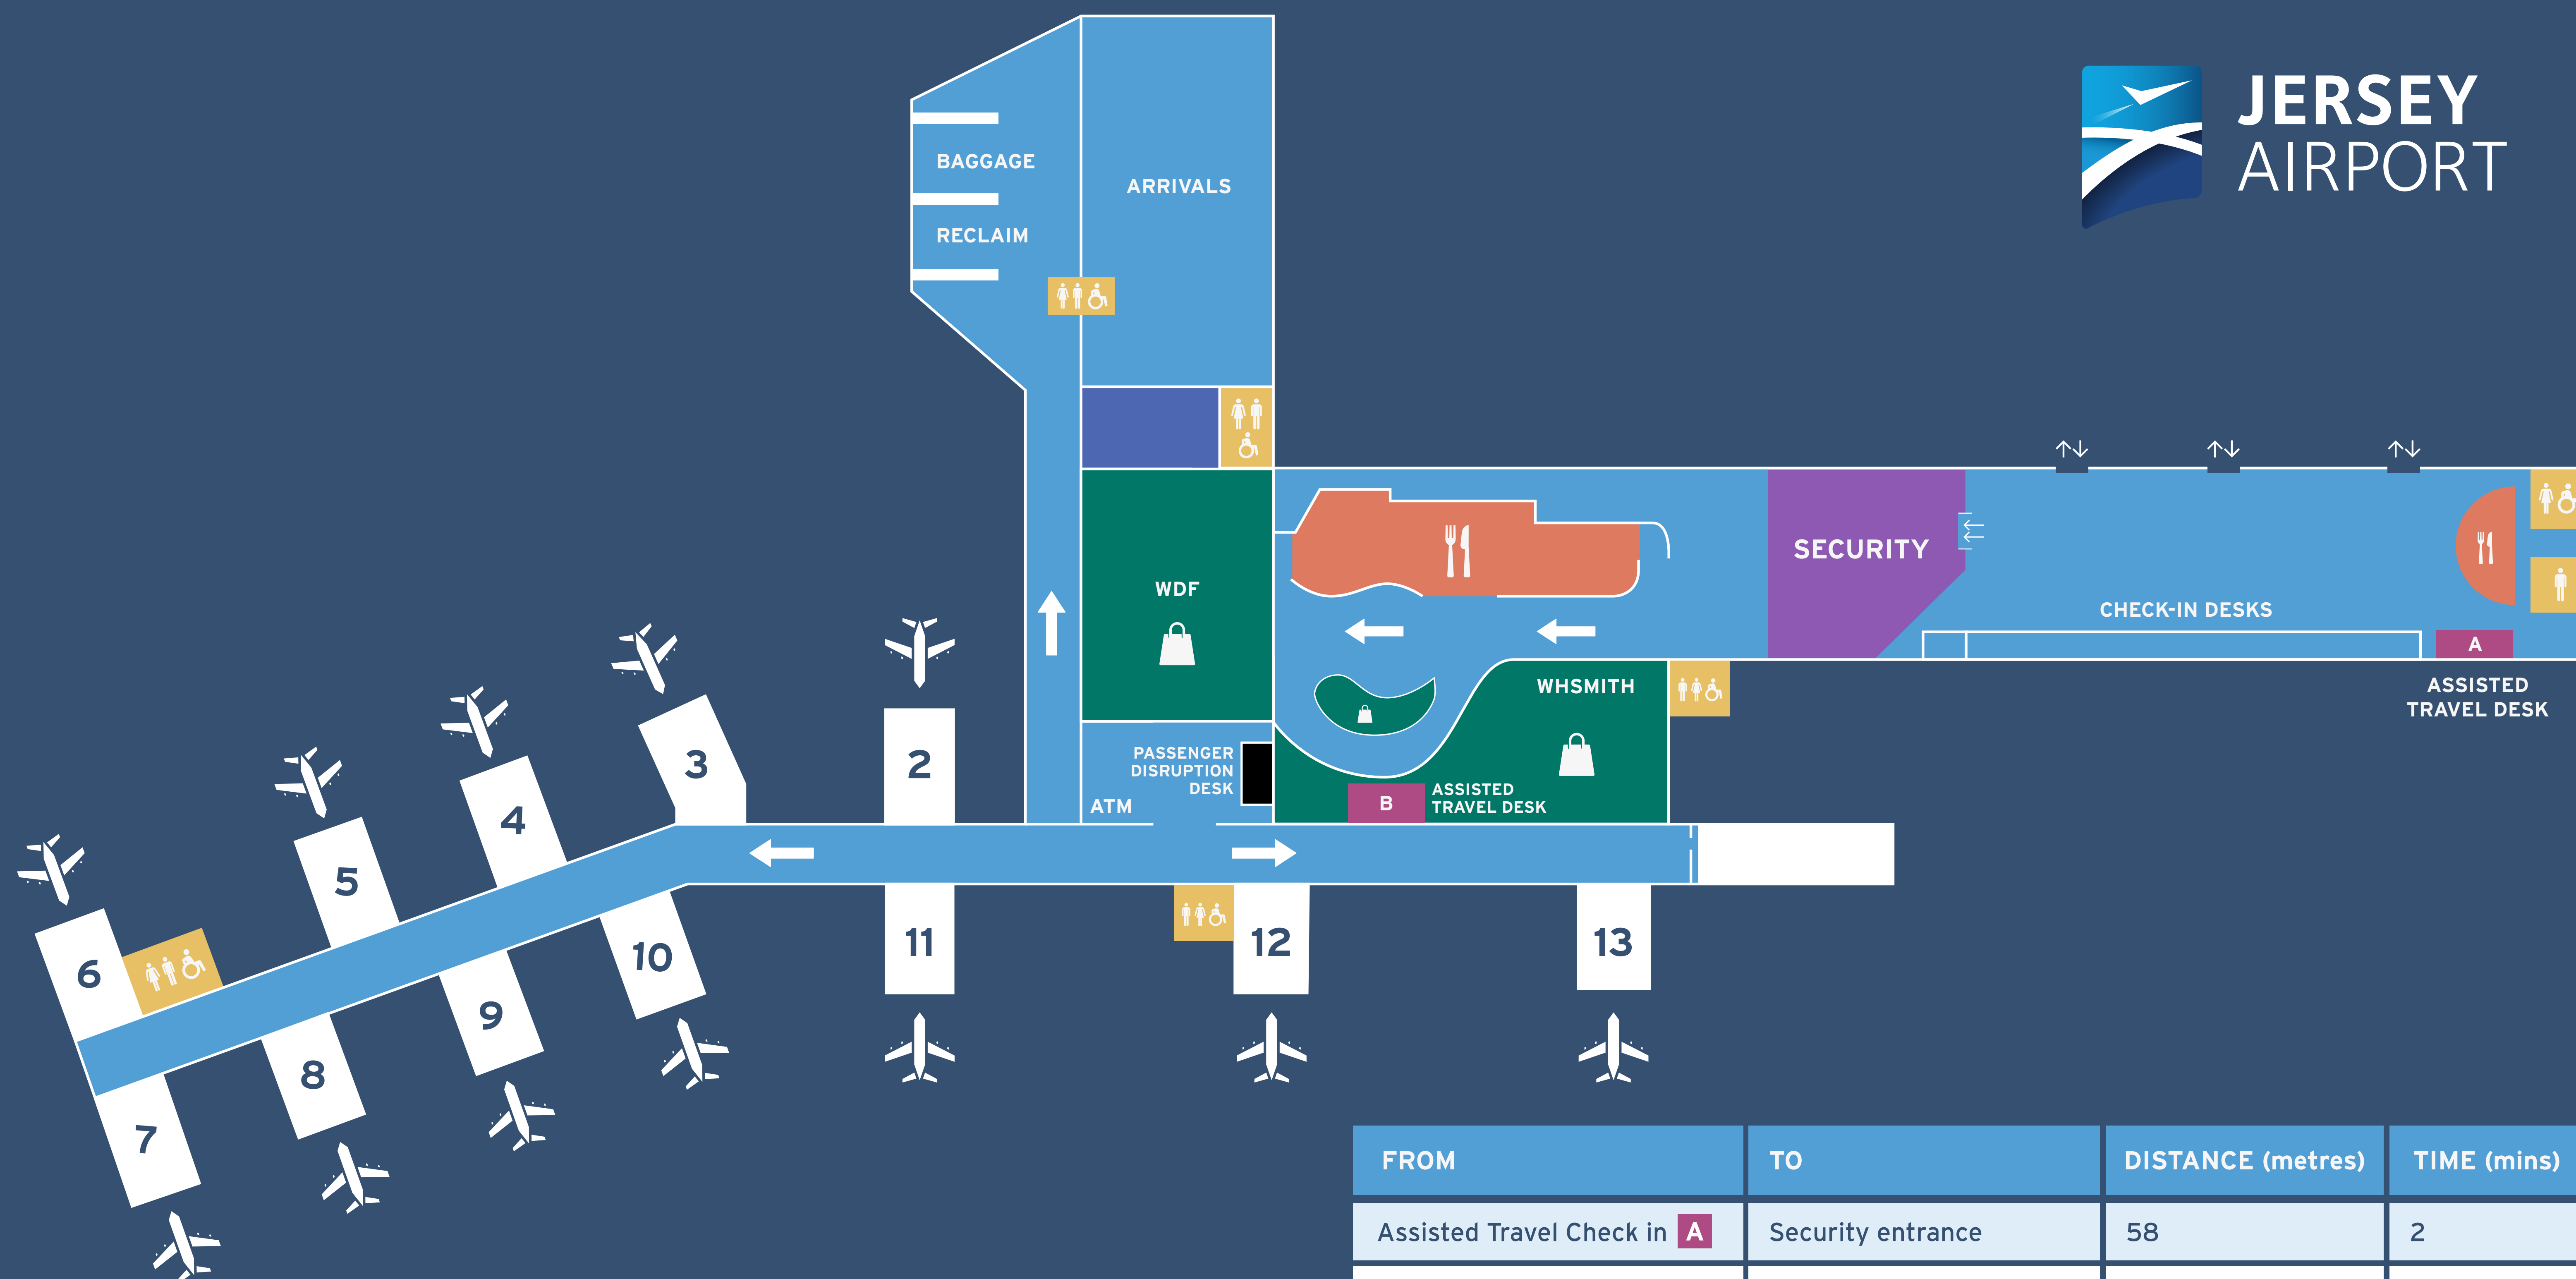 JERSEY
AIRPORT
BAGGAGE
RECLAIM
ARRIVALS
WDF
SECURITY
CHECK-IN DESKS
A
ASSISTED
TRAVEL DESK
WHSMITH
PASSENGER
DISRUPTION
DESK
ATM
B
ASSISTED
TRAVEL DESK
2
3
4
5
6
7
8
9
10
11
12
13
FROM TO DISTANCE (metres) TIME (mins)
Assisted Travel Check in A Security entrance 58 2